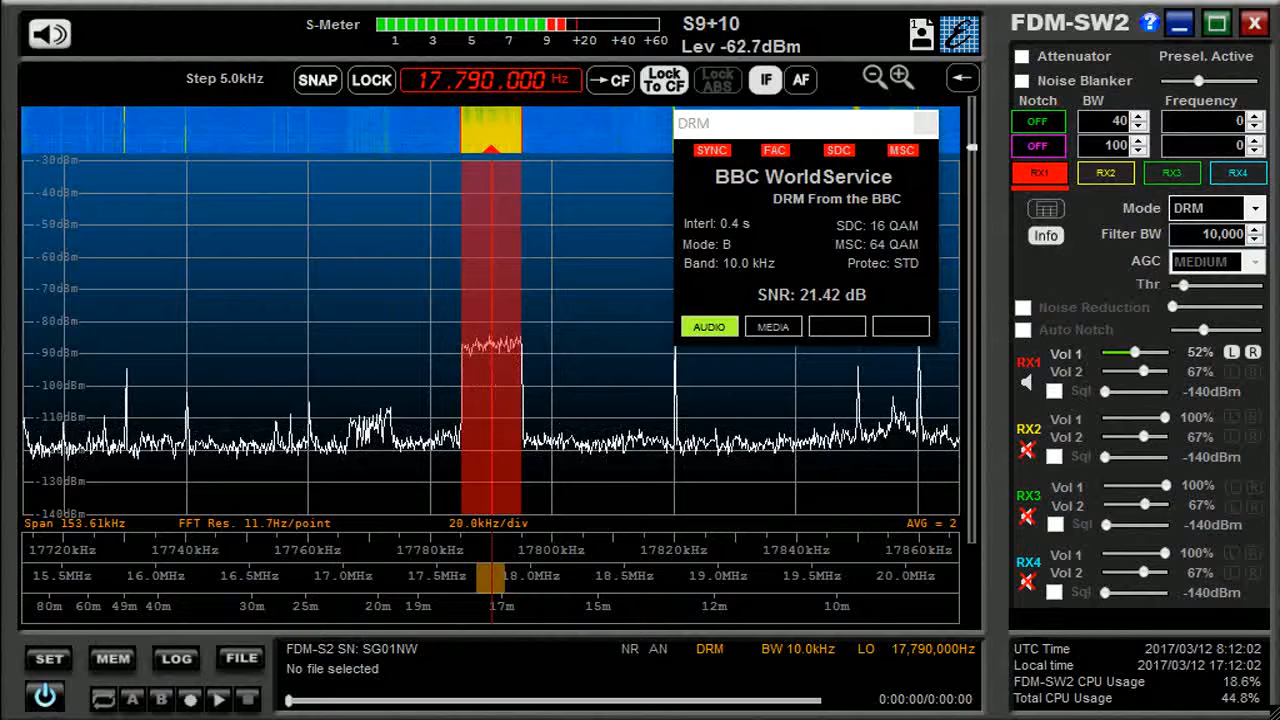 S-Meter
1 3 5 7 9 +20 +40 +60
S9+10
Lev -62.7dBm
1
FDM-SW2 ?
Step 5.0kHz SNAP LOCK 17.790.000 Hz →CF Lock To CF Lock ABS IF AF
Attenuator Presel. Active
Noise Blanker
Notch BW Frequency
OFF 40 0
OFF 100 0
RX1 RX2 RX3 RX4
Mode DRM
Info Filter BW 10,000
AGC MEDIUM
Thr
Noise Reduction
Auto Notch
RX1 Vol 1 52% L R
Vol 2 67% L R
Sql -140dBm
RX2 Vol 1 100% L R
Vol 2 67% L R
Sql -140dBm
RX3 Vol 1 100% L R
Vol 2 67% L R
Sql -140dBm
RX4 Vol 1 100% L R
Vol 2 67% L R
Sql -140dBm
DRM
SYNC FAC SDC MSC
BBC WorldService
DRM From the BBC
Interl: 0.4 s SDC: 16 QAM
Mode: B MSC: 64 QAM
Band: 10.0 kHz Protec: STD
SNR: 21.42 dB
AUDIO MEDIA
-30dBm
-40dBm
-50dBm
-60dBm
-70dBm
-80dBm
-90dBm
-100dBm
-110dBm
-120dBm
-130dBm
-140dBm
Span 153.61kHz FFT Res. 11.7Hz/point 20.0kHz/div AVG = 2
17720kHz 17740kHz 17760kHz 17780kHz 17800kHz 17820kHz 17840kHz 17860kHz
15.5MHz 16.0MHz 16.5MHz 17.0MHz 17.5MHz 18.0MHz 18.5MHz 19.0MHz 19.5MHz 20.0MHz
80m 60m 49m 40m 30m 25m 20m 19m 17m 15m 12m 10m
SET MEM LOG FILE
A B
FDM-S2 SN: SG01NW NR AN DRM BW 10.0kHz LO 17,790,000Hz
No file selected
0:00:00/0:00:00
UTC Time 2017/03/12 8:12:02
Local time 2017/03/12 17:12:02
FDM-SW2 CPU Usage 18.6%
Total CPU Usage 44.8%